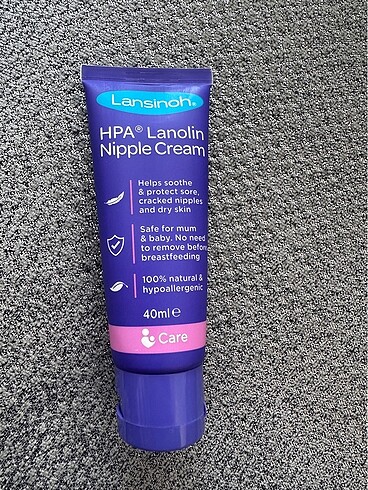 Lansinoh®
HPA® Lanolin
Nipple Cream
Helps soothe
& protect sore,
cracked nipples
and dry skin
Safe for mum
& baby. No need
to remove before
breastfeeding
100% natural &
hypoallergenic
40ml ℮
Care